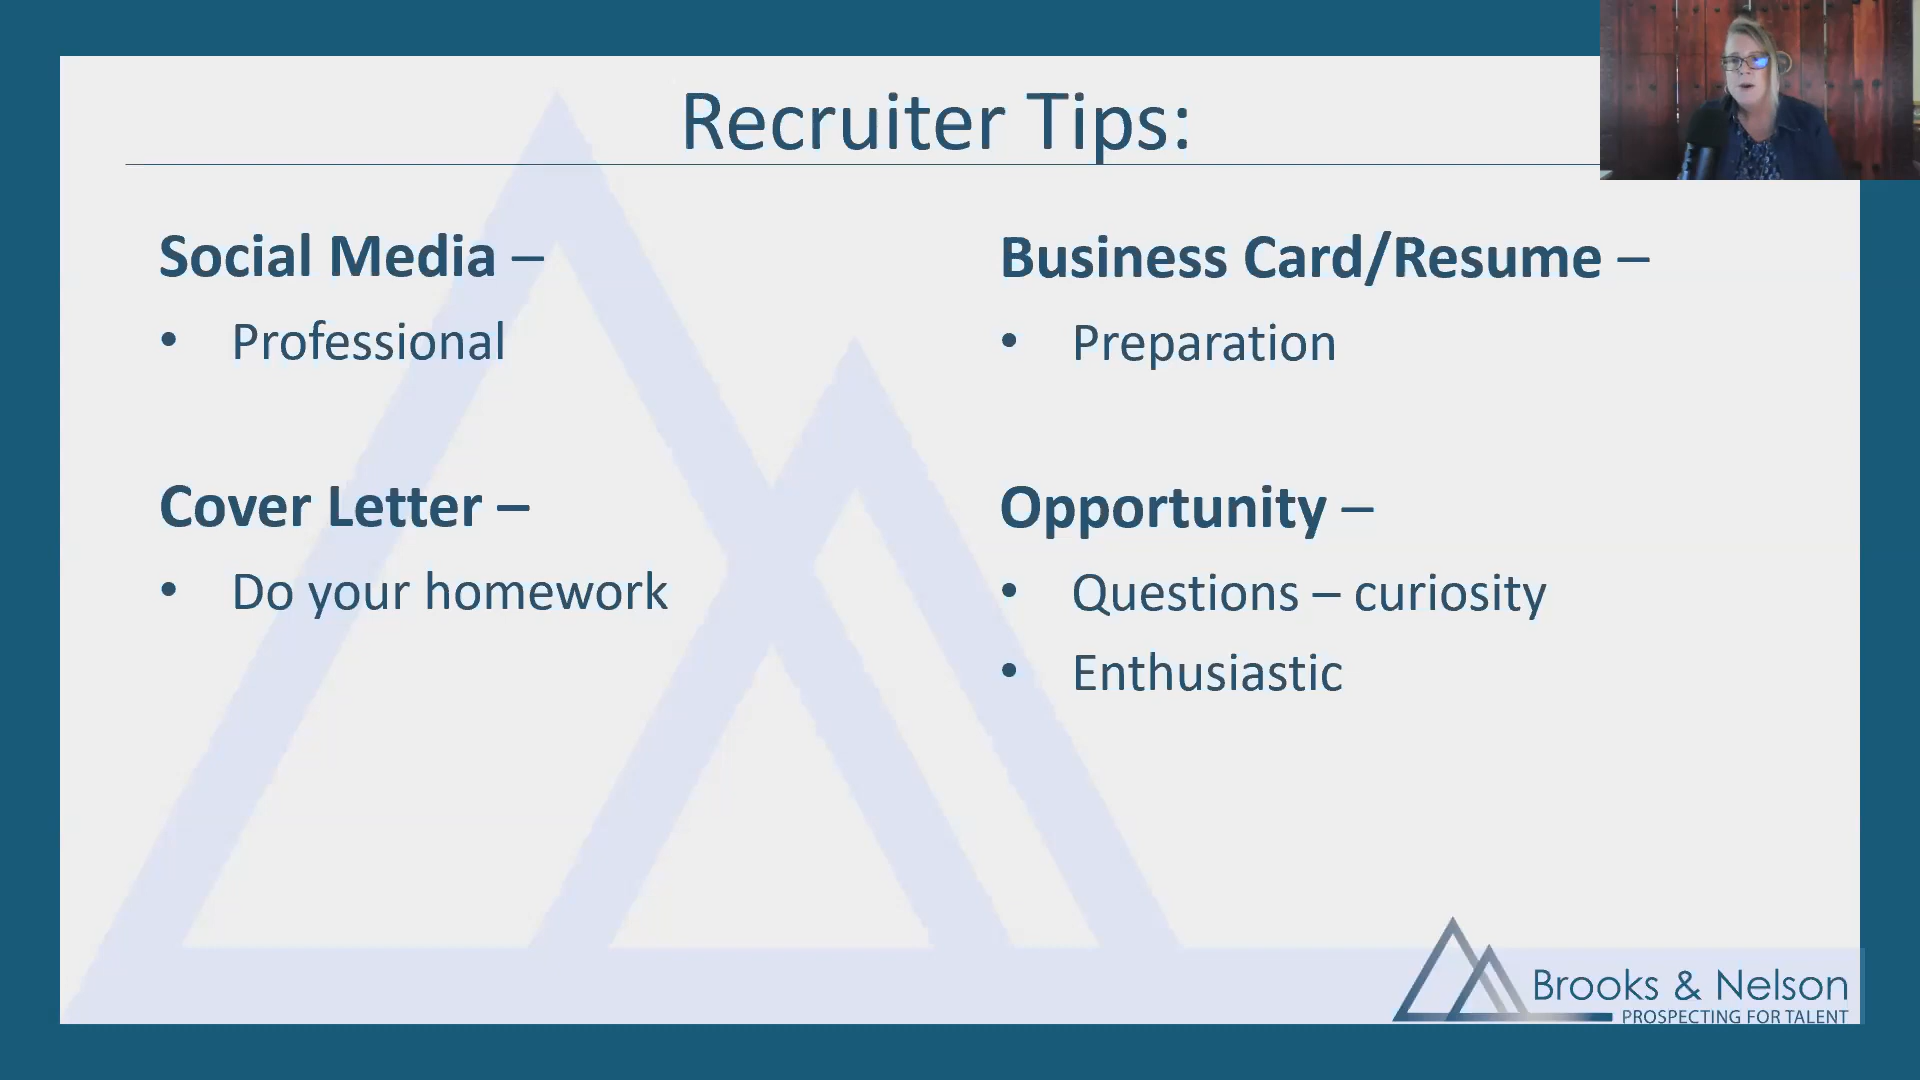 Recruiter Tips:
Social Media –
• Professional
Cover Letter –
• Do your homework
Business Card/Resume –
• Preparation
Opportunity –
• Questions – curiosity
• Enthusiastic
Brooks & Nelson
PROSPECTING FOR TALENT